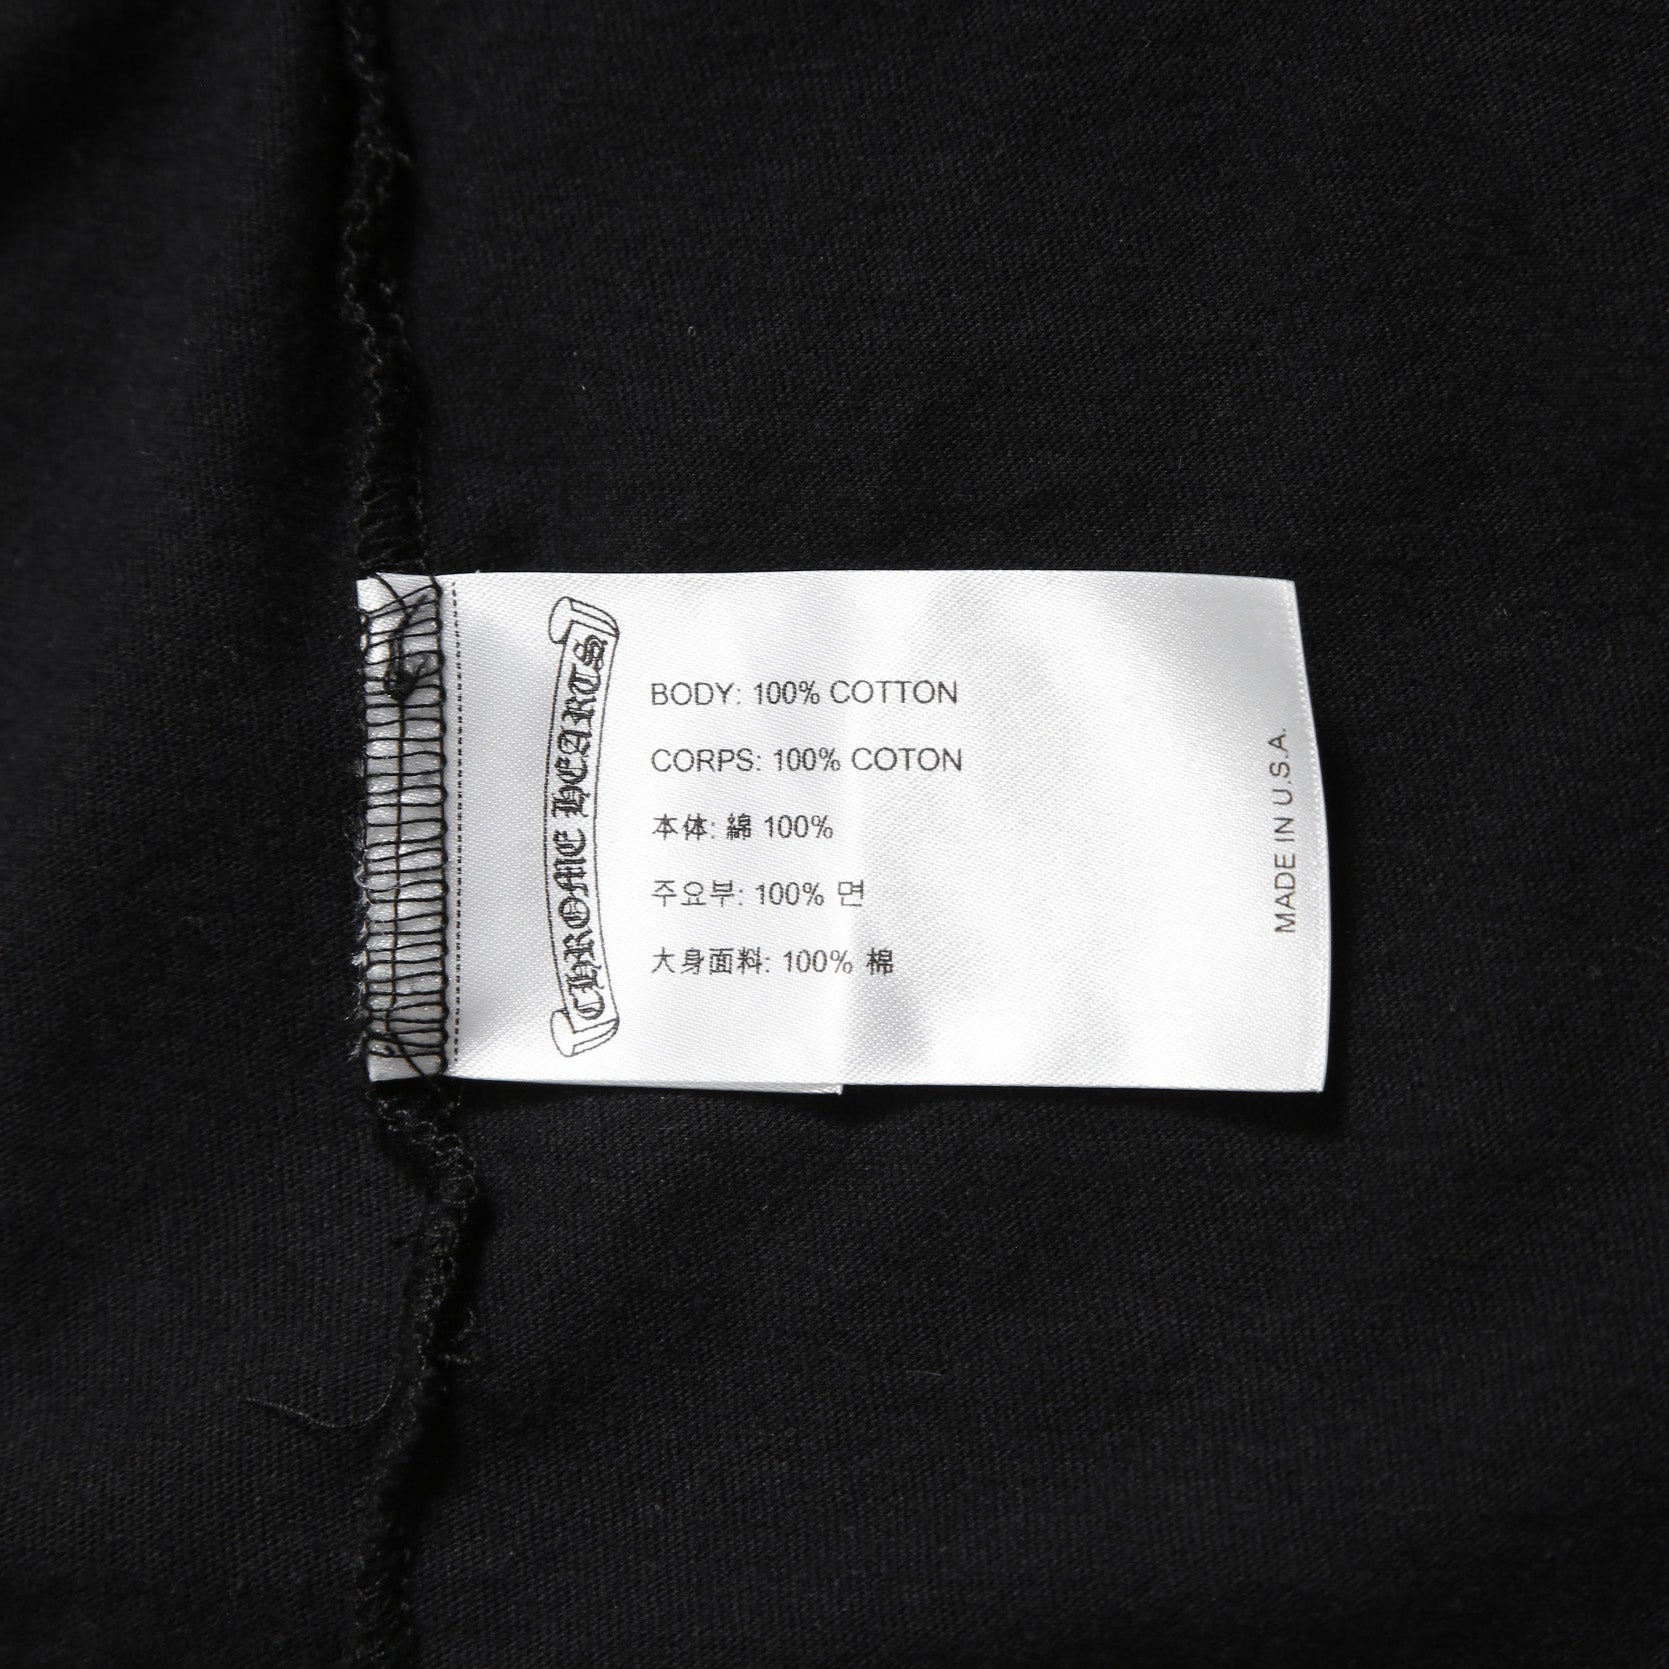 CHROME HEARTS
BODY: 100% COTTON
CORPS: 100% COTON
本体: 綿 100%
주요부: 100% 면
大身面料: 100% 棉
MADE IN U.S.A.